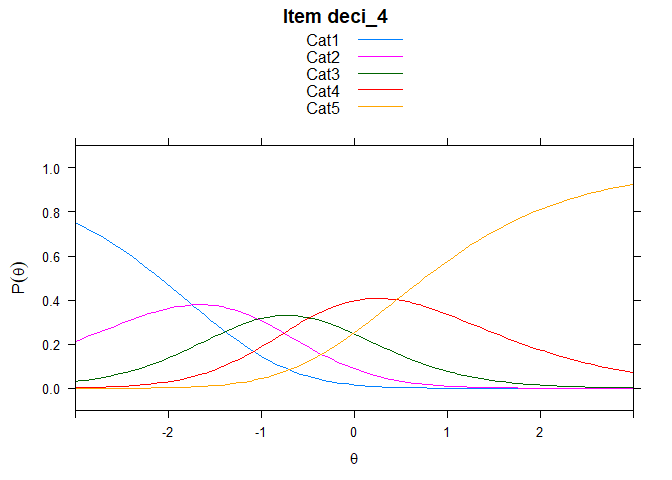 Item deci_4
Cat1
Cat2
Cat3
Cat4
Cat5
1.0
0.8
0.6
0.4
0.2
0.0
P(θ)
-2 -1 0 1 2
θ